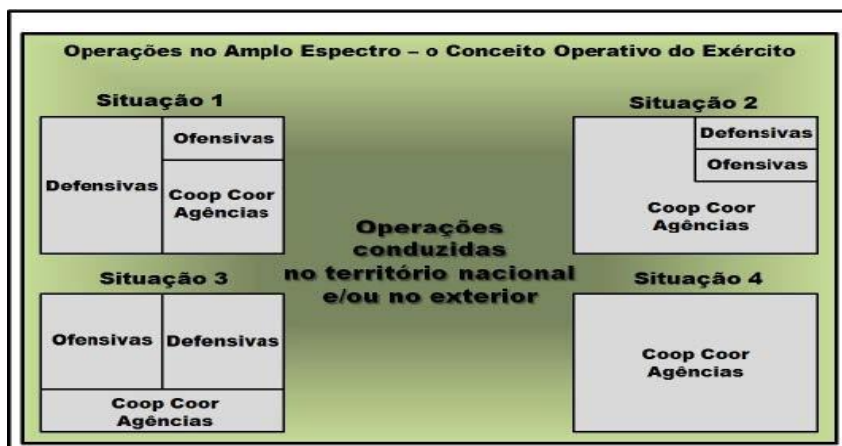 Operações no Amplo Espectro – o Conceito Operativo do Exército
Situação 1
Defensivas
Ofensivas
Coop Coor
Agências
Situação 2
Defensivas
Ofensivas
Coop Coor
Agências
Operações
conduzidas
no território nacional
e/ou no exterior
Situação 3
Ofensivas
Defensivas
Coop Coor
Agências
Situação 4
Coop Coor
Agências